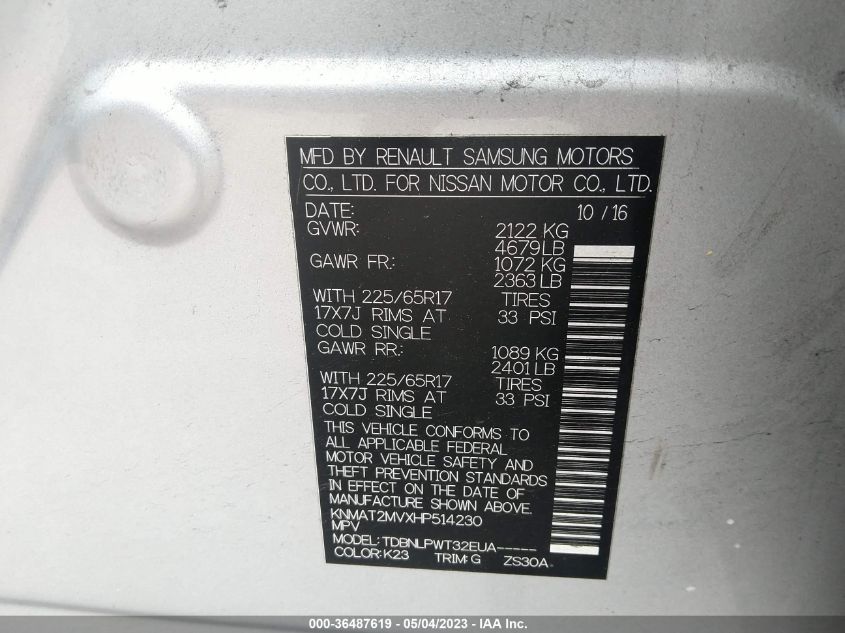 MFD BY RENAULT SAMSUNG MOTORS
CO., LTD. FOR NISSAN MOTOR CO., LTD.
DATE: 10 / 16
GVWR: 2122 KG
4679 LB
GAWR FR.: 1072 KG
2363 LB
WITH 225/65R17 TIRES
17X7J RIMS AT 33 PSI
COLD SINGLE
GAWR RR.: 1089 KG
2401 LB
WITH 225/65R17 TIRES
17X7J RIMS AT 33 PSI
COLD SINGLE
THIS VEHICLE CONFORMS TO
ALL APPLICABLE FEDERAL
MOTOR VEHICLE SAFETY AND
THEFT PREVENTION STANDARDS
IN EFFECT ON THE DATE OF
MANUFACTURE SHOWN ABOVE.
KNMAT2MVXHP514230
MPV
MODEL: TDBNLPWT32EUA-----
COLOR: K23 TRIM: G ZS30A
000-36487619 - 05/04/2023 - IAA Inc.